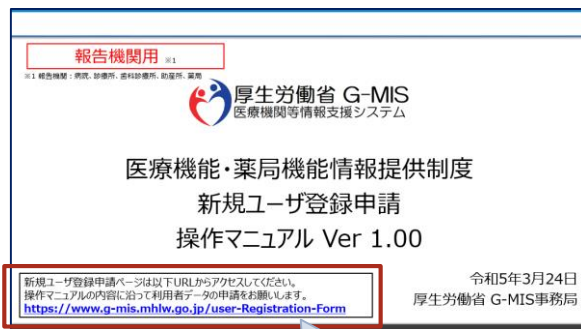 報告機関用 ※1
※1 報告機関：病院、診療所、歯科診療所、助産所、薬局
厚生労働省 G-MIS
医療機関等情報支援システム
医療機能・薬局機能情報提供制度
新規ユーザ登録申請
操作マニュアル Ver 1.00
新規ユーザ登録申請ページは以下URLからアクセスしてください。
操作マニュアルの内容に沿って利用者データの申請をお願いします。
https://www.g-mis.mhlw.go.jp/user-Registration-Form
令和5年3月24日
厚生労働省 G-MIS事務局